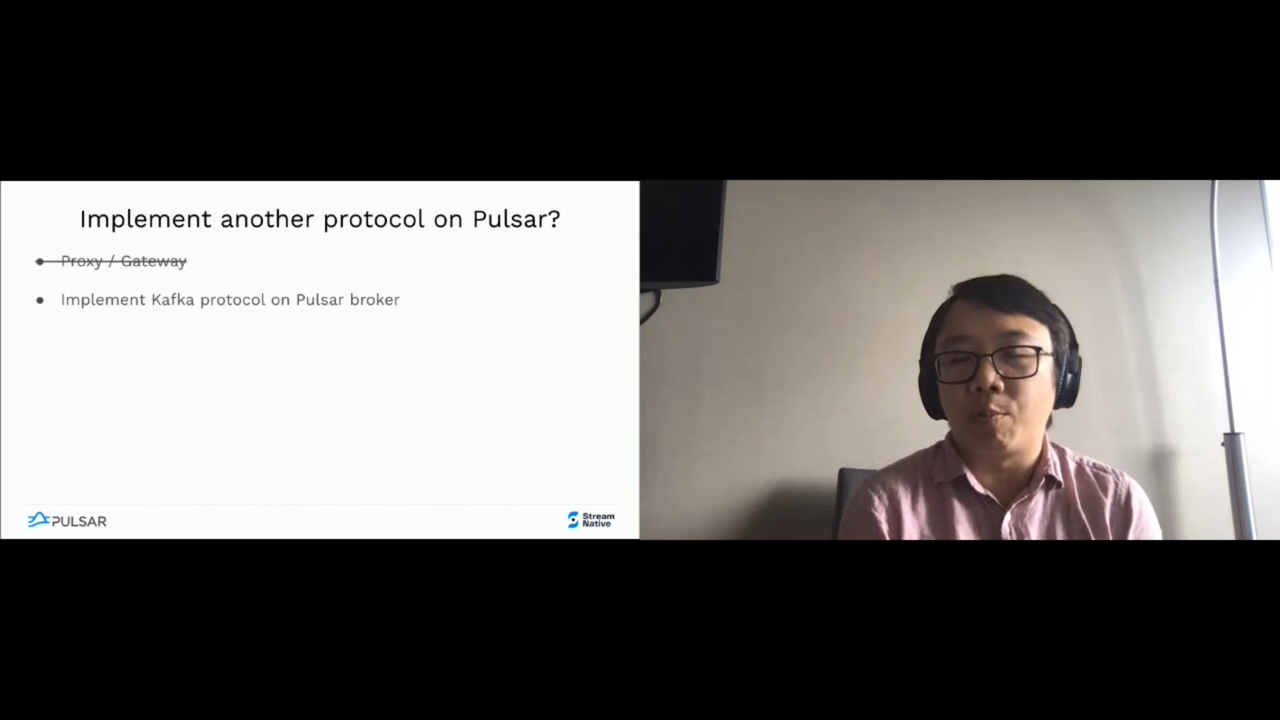 Implement another protocol on Pulsar?
Proxy / Gateway
Implement Kafka protocol on Pulsar broker
PULSAR
Stream
Native